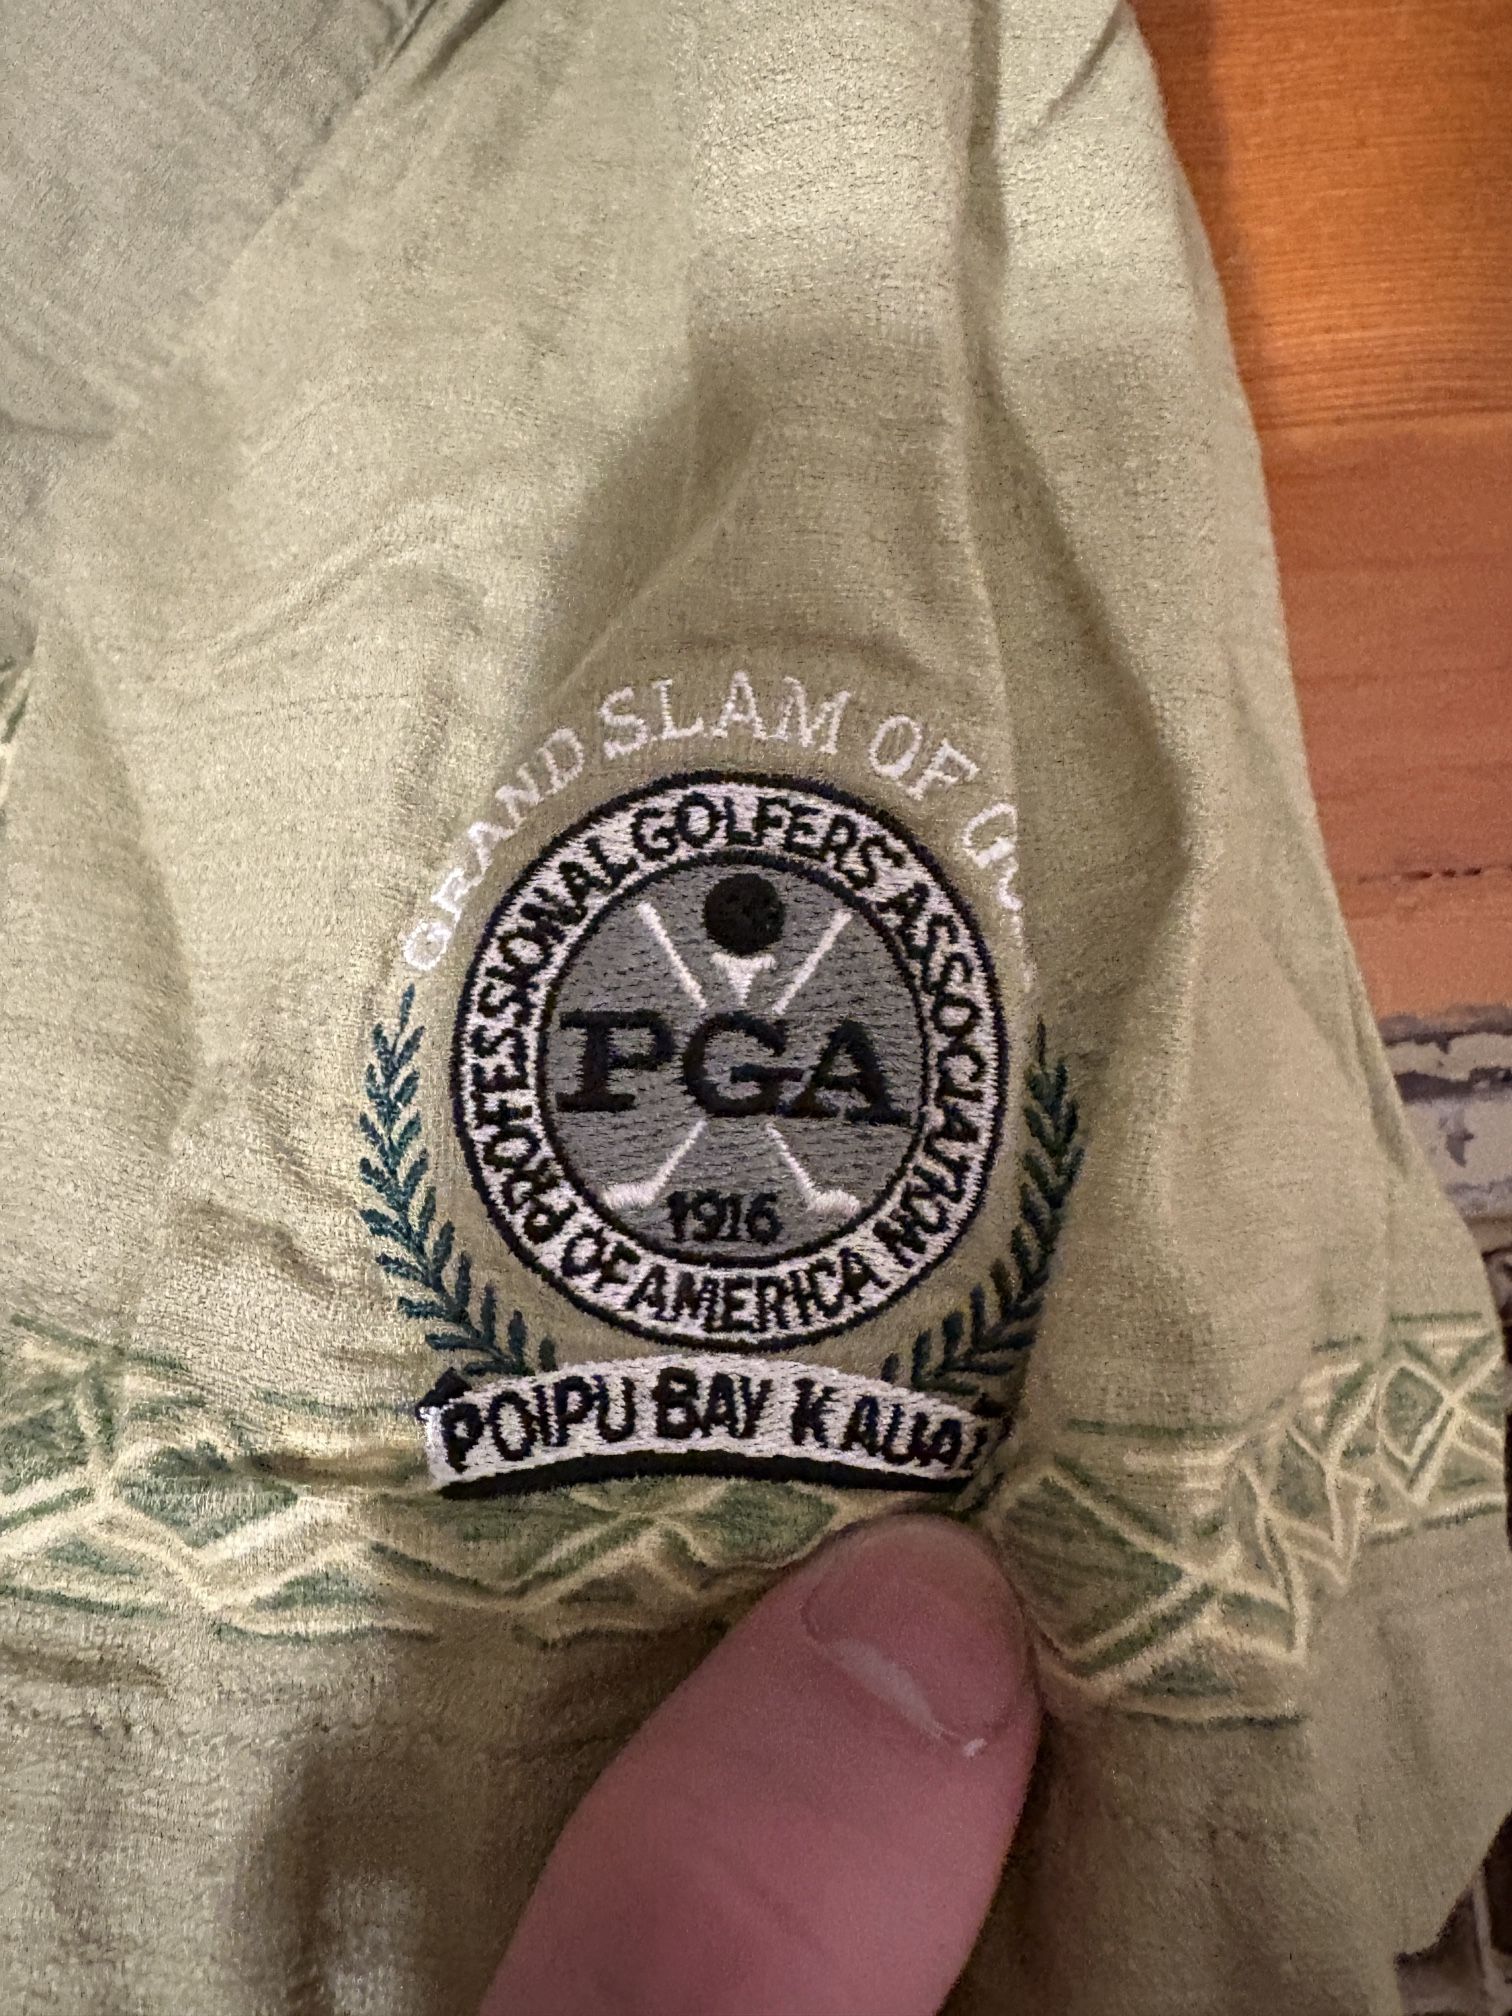 GRAND SLAM OF
PROFESSIONAL GOLFERS ASSOCIATION
OF AMERICA
PGA
1916
POIPU BAY KAUAI